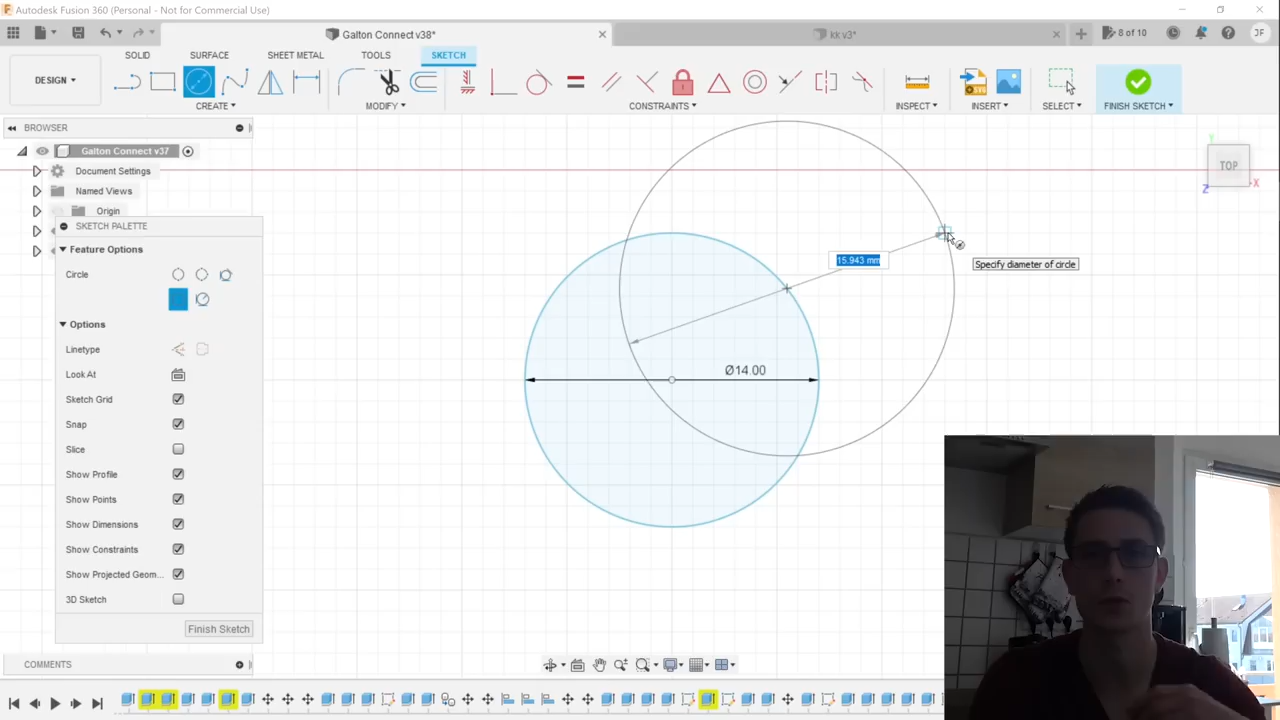 Autodesk Fusion 360 (Personal - Not for Commercial Use)
Galton Connect v38*
kk v3*
8 of 10
JF
DESIGN
SOLID
SURFACE
SHEET METAL
TOOLS
SKETCH
CREATE
MODIFY
CONSTRAINTS
INSPECT
INSERT
SELECT
FINISH SKETCH
BROWSER
Galton Connect v37
Document Settings
Named Views
Origin
SKETCH PALETTE
Feature Options
Circle
Options
Linetype
Look At
Sketch Grid
Snap
Slice
Show Profile
Show Points
Show Dimensions
Show Constraints
Show Projected Geom...
3D Sketch
Finish Sketch
COMMENTS
15.943 mm
Specify diameter of circle
Ø14.00
TOP
Y
X
Z